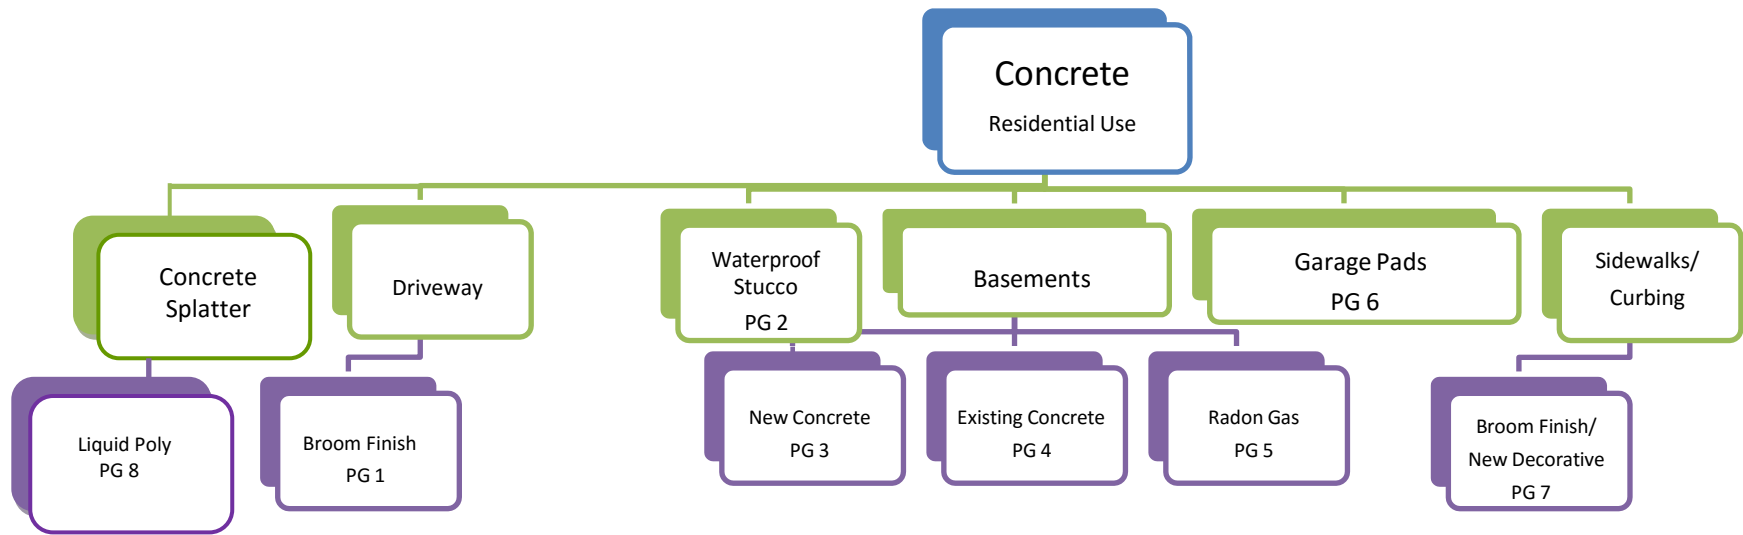 Concrete
Residential Use
Concrete
Splatter
Driveway
Waterproof
Stucco
PG 2
Basements
Garage Pads
PG 6
Sidewalks/
Curbing
Liquid Poly
PG 8
Broom Finish
PG 1
New Concrete
PG 3
Existing Concrete
PG 4
Radon Gas
PG 5
Broom Finish/
New Decorative
PG 7